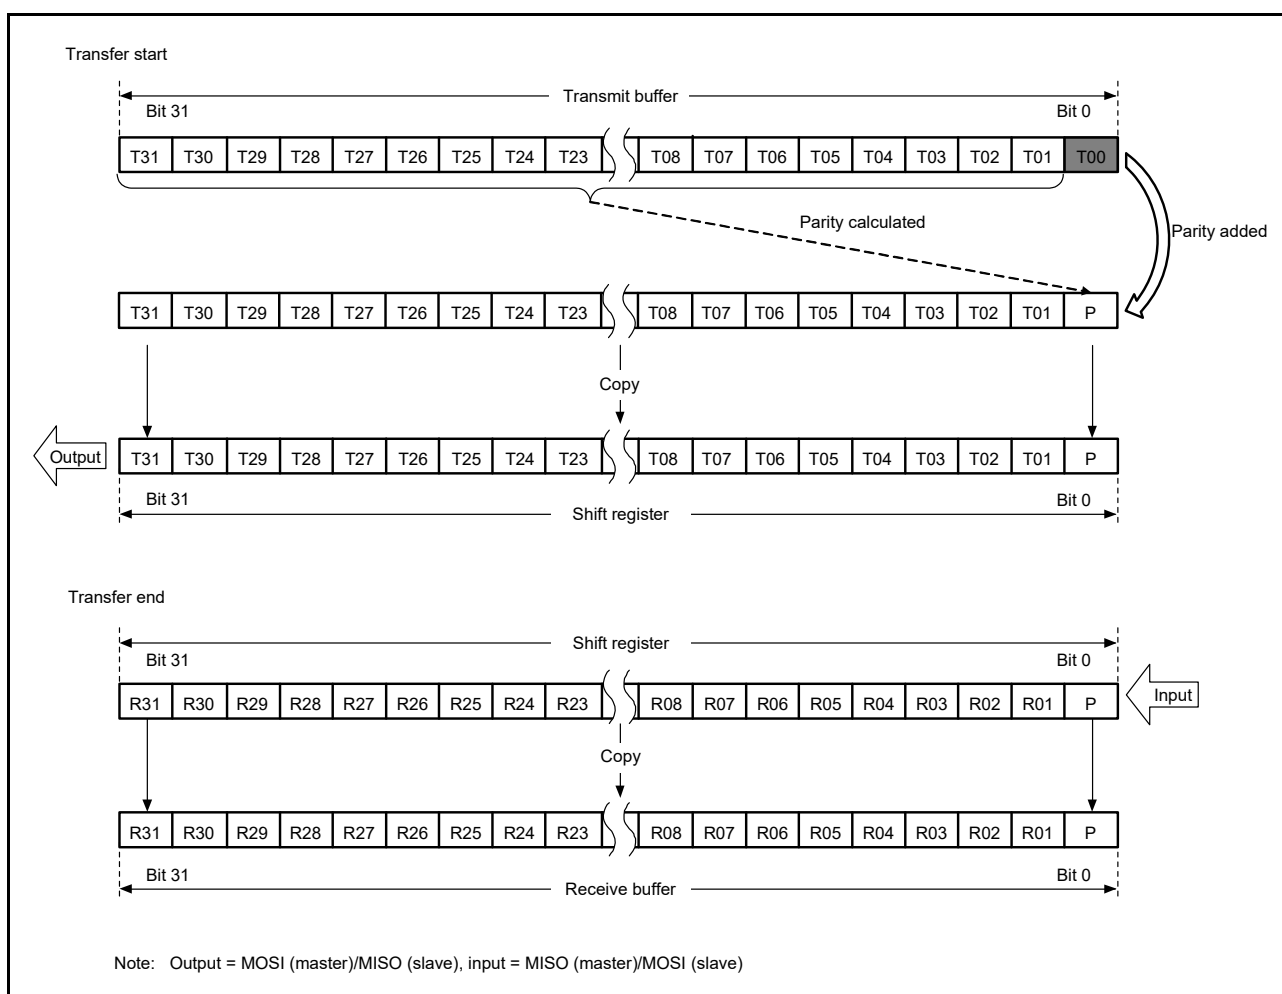 Transfer start
Transmit buffer
Bit 31 Bit 0
T31 T30 T29 T28 T27 T26 T25 T24 T23 T08 T07 T06 T05 T04 T03 T02 T01 T00
Parity calculated
Parity added
T31 T30 T29 T28 T27 T26 T25 T24 T23 T08 T07 T06 T05 T04 T03 T02 T01 P
Copy
Output
T31 T30 T29 T28 T27 T26 T25 T24 T23 T08 T07 T06 T05 T04 T03 T02 T01 P
Bit 31 Bit 0
Shift register
Transfer end
Shift register
Bit 31 Bit 0
R31 R30 R29 R28 R27 R26 R25 R24 R23 R08 R07 R06 R05 R04 R03 R02 R01 P
Input
Copy
R31 R30 R29 R28 R27 R26 R25 R24 R23 R08 R07 R06 R05 R04 R03 R02 R01 P
Bit 31 Bit 0
Receive buffer
Note: Output = MOSI (master)/MISO (slave), input = MISO (master)/MOSI (slave)